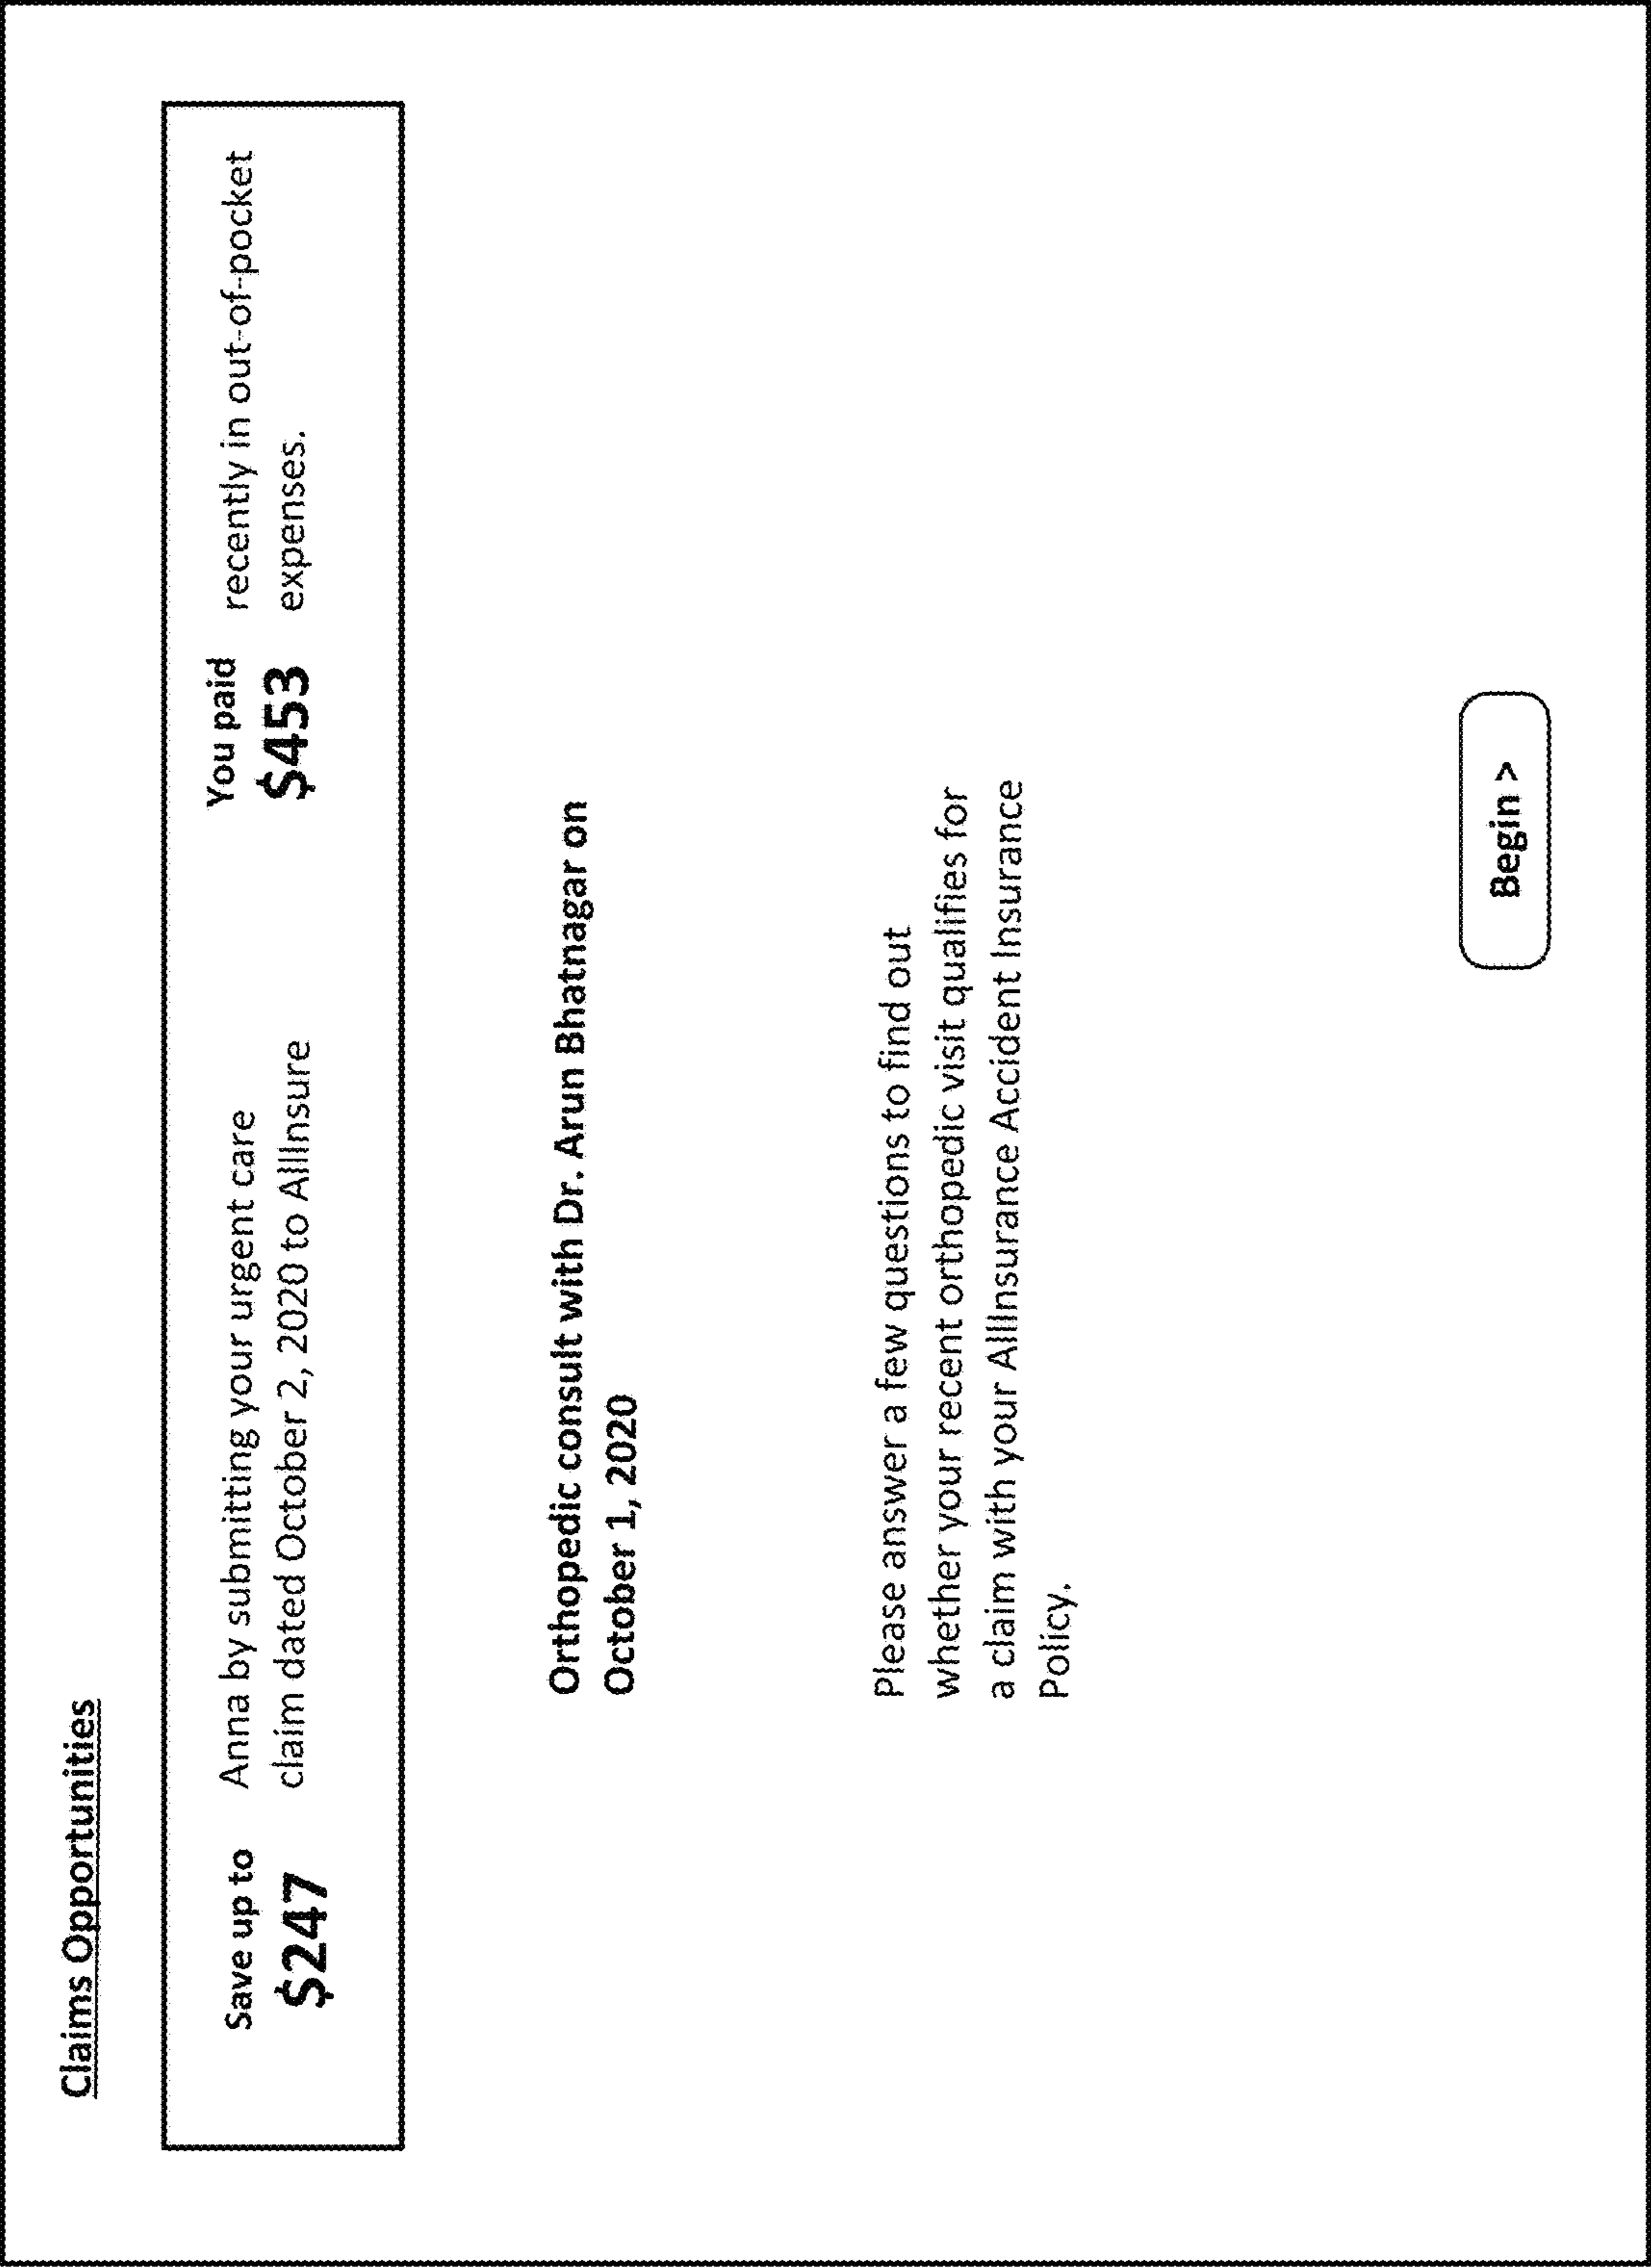 Claims Opportunities
Save up to
$247
Anna by submitting your urgent care
claim dated October 2, 2020 to AllInsure
You paid
$453
recently in out-of-pocket
expenses.
Orthopedic consult with Dr. Arun Bhatnagar on
October 1, 2020
Please answer a few questions to find out
whether your recent orthopedic visit qualifies for
a claim with your AllInsurance Accident Insurance
Policy.
Begin >